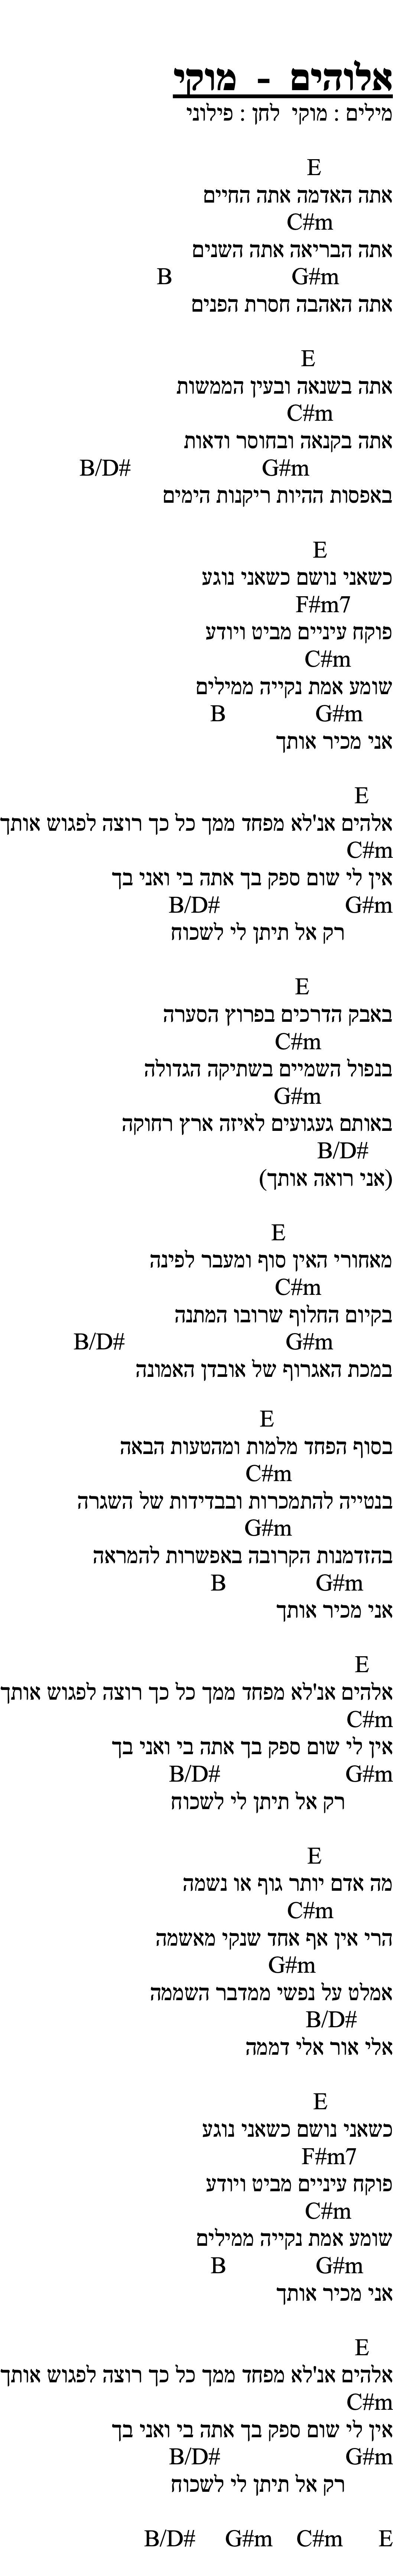 אלוהים - מוקי
מילים : מוקי לחן : פילוני
E
אתה האדמה אתה החיים
C#m
אתה הבריאה אתה השנים
G#m B
אתה האהבה חסרת הפנים
E
אתה בשנאה ובעין הממשות
C#m
אתה בקנאה ובחוסר ודאות
G#m B/D#
באפסות ההיות ריקנות הימים
E
כשאני נושם כשאני נוגע
F#m7
פוקח עיניים מביט ויודע
C#m
שומע אמת נקייה ממילים
G#m B
אני מכיר אותך
E
אלהים אנ'לא מפחד ממך כל כך רוצה לפגוש אותך
C#m
אין לי שום ספק בך אתה בי ואני בך
G#m B/D#
רק אל תיתן לי לשכוח
E
באבק הדרכים בפרוץ הסערה
C#m
בנפול השמיים בשתיקה הגדולה
G#m
באותם געגועים לאיזה ארץ רחוקה
B/D#
(אני רואה אותך)
E
מאחורי האין סוף ומעבר לפינה
C#m
בקיום החלוף שרובו המתנה
G#m B/D#
במכת האגרוף של אובדן האמונה
E
בסוף הפחד מלמות ומהטעות הבאה
C#m
בנטייה להתמכרות ובבדידות של השגרה
G#m
בהזדמנות הקרובה באפשרות להמראה
G#m B
אני מכיר אותך
E
אלהים אנ'לא מפחד ממך כל כך רוצה לפגוש אותך
C#m
אין לי שום ספק בך אתה בי ואני בך
G#m B/D#
רק אל תיתן לי לשכוח
E
מה אדם יותר גוף או נשמה
C#m
הרי אין אף אחד שנקי מאשמה
G#m
אמלט על נפשי ממדבר השממה
B/D#
אלי אור אלי דממה
E
כשאני נושם כשאני נוגע
F#m7
פוקח עיניים מביט ויודע
C#m
שומע אמת נקייה ממילים
G#m B
אני מכיר אותך
E
אלהים אנ'לא מפחד ממך כל כך רוצה לפגוש אותך
C#m
אין לי שום ספק בך אתה בי ואני בך
G#m B/D#
רק אל תיתן לי לשכוח
E C#m G#m B/D#